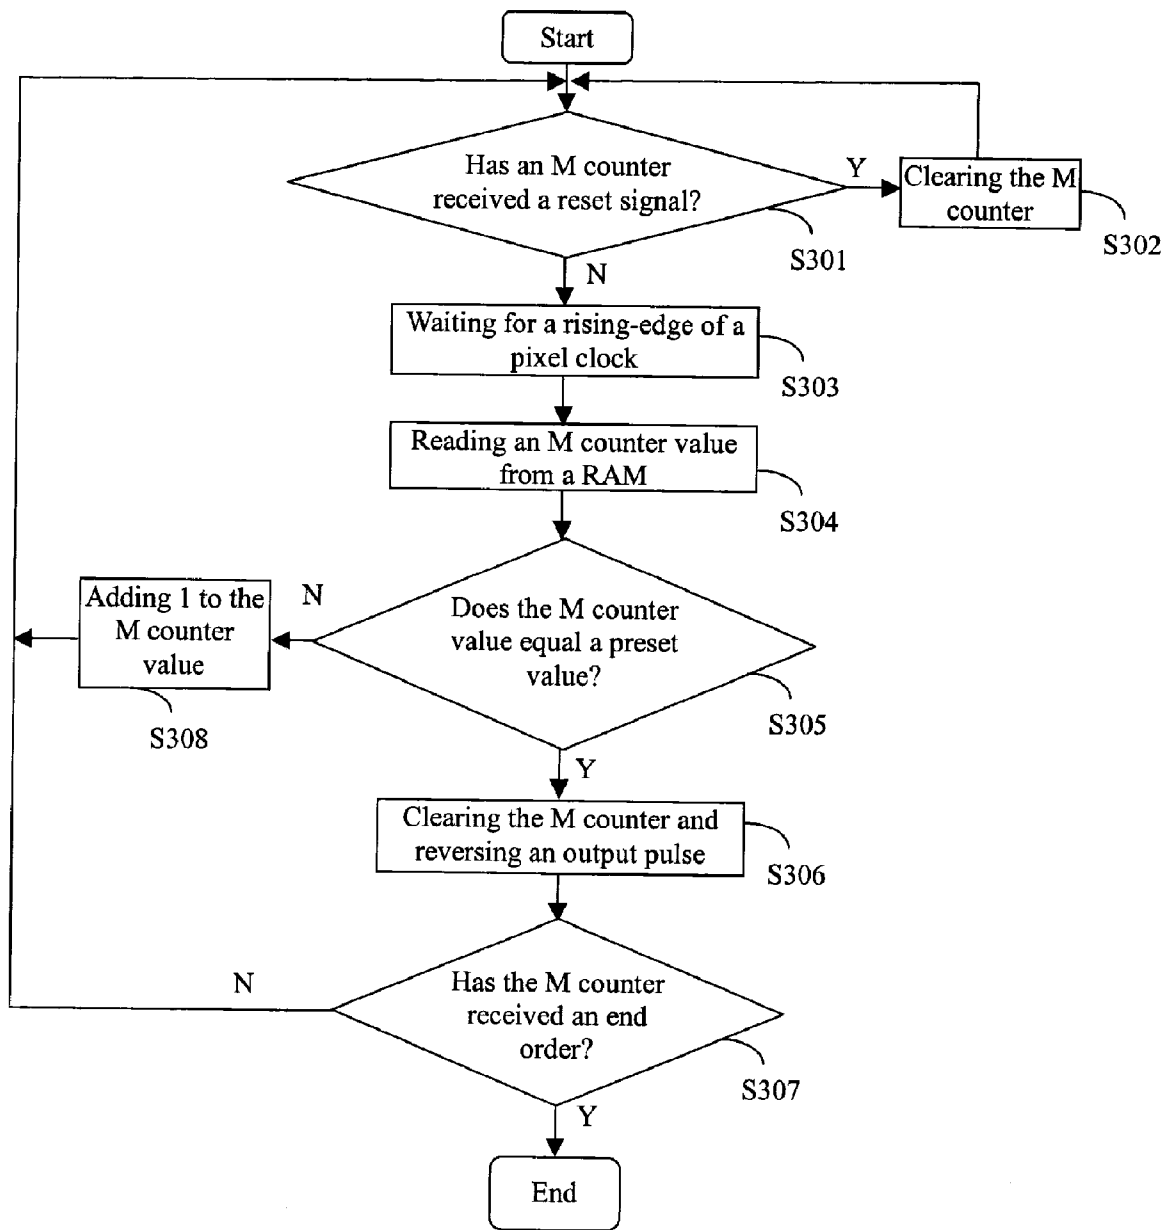 Start
Has an M counter
received a reset signal?
Y
Clearing the M
counter
S301
S302
N
Waiting for a rising-edge of a
pixel clock
S303
Reading an M counter value
from a RAM
S304
Adding 1 to the
M counter
value
N
Does the M counter
value equal a preset
value?
S305
S308
Y
Clearing the M counter and
reversing an output pulse
S306
N
Has the M counter
received an end
order?
S307
Y
End